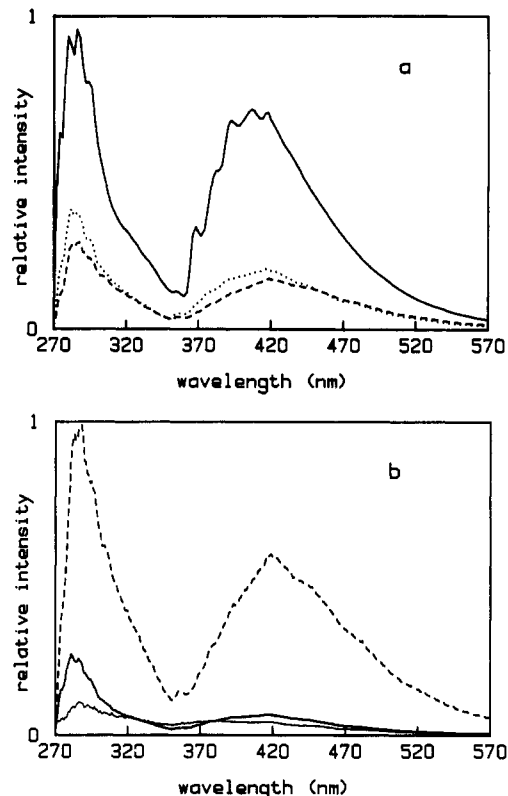 1
a
relative intensity
0
270 320 370 420 470 520 570
wavelength (nm)
1
b
relative intensity
0
270 320 370 420 470 520 570
wavelength (nm)